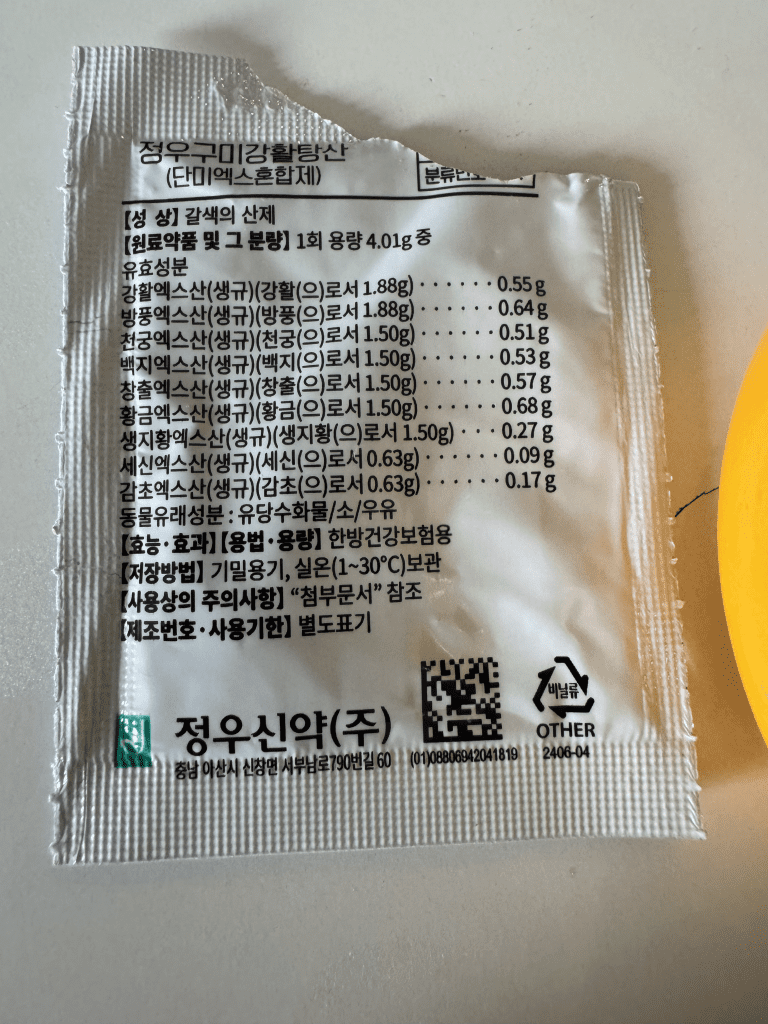 정우구미강활탕산
(단미엑스혼합제)
분류번호
【성 상】 갈색의 산제
【원료약품 및 그 분량】 1회 용량 4.01g 중
유효성분
강활엑스산(생규)(강활(으)로서 1.88g) · · · · · · 0.55 g
방풍엑스산(생규)(방풍(으)로서 1.88g) · · · · · · 0.64 g
천궁엑스산(생규)(천궁(으)로서 1.50g) · · · · · · 0.51 g
백지엑스산(생규)(백지(으)로서 1.50g) · · · · · · 0.53 g
창출엑스산(생규)(창출(으)로서 1.50g) · · · · · · 0.57 g
황금엑스산(생규)(황금(으)로서 1.50g) · · · · · · 0.68 g
생지황엑스산(생규)(생지황(으)로서 1.50g) · · · 0.27 g
세신엑스산(생규)(세신(으)로서 0.63g) · · · · · · 0.09 g
감초엑스산(생규)(감초(으)로서 0.63g) · · · · · · 0.17 g
동물유래성분 : 유당수화물/소/우유
【효능·효과】【용법·용량】 한방건강보험용
【저장방법】 기밀용기, 실온(1~30℃)보관
【사용상의 주의사항】 “첨부문서” 참조
【제조번호·사용기한】 별도표기
정우신약(주)
충남 아산시 신창면 서부남로790번길 60
(01)08806942041819
비닐류
OTHER
2406-04